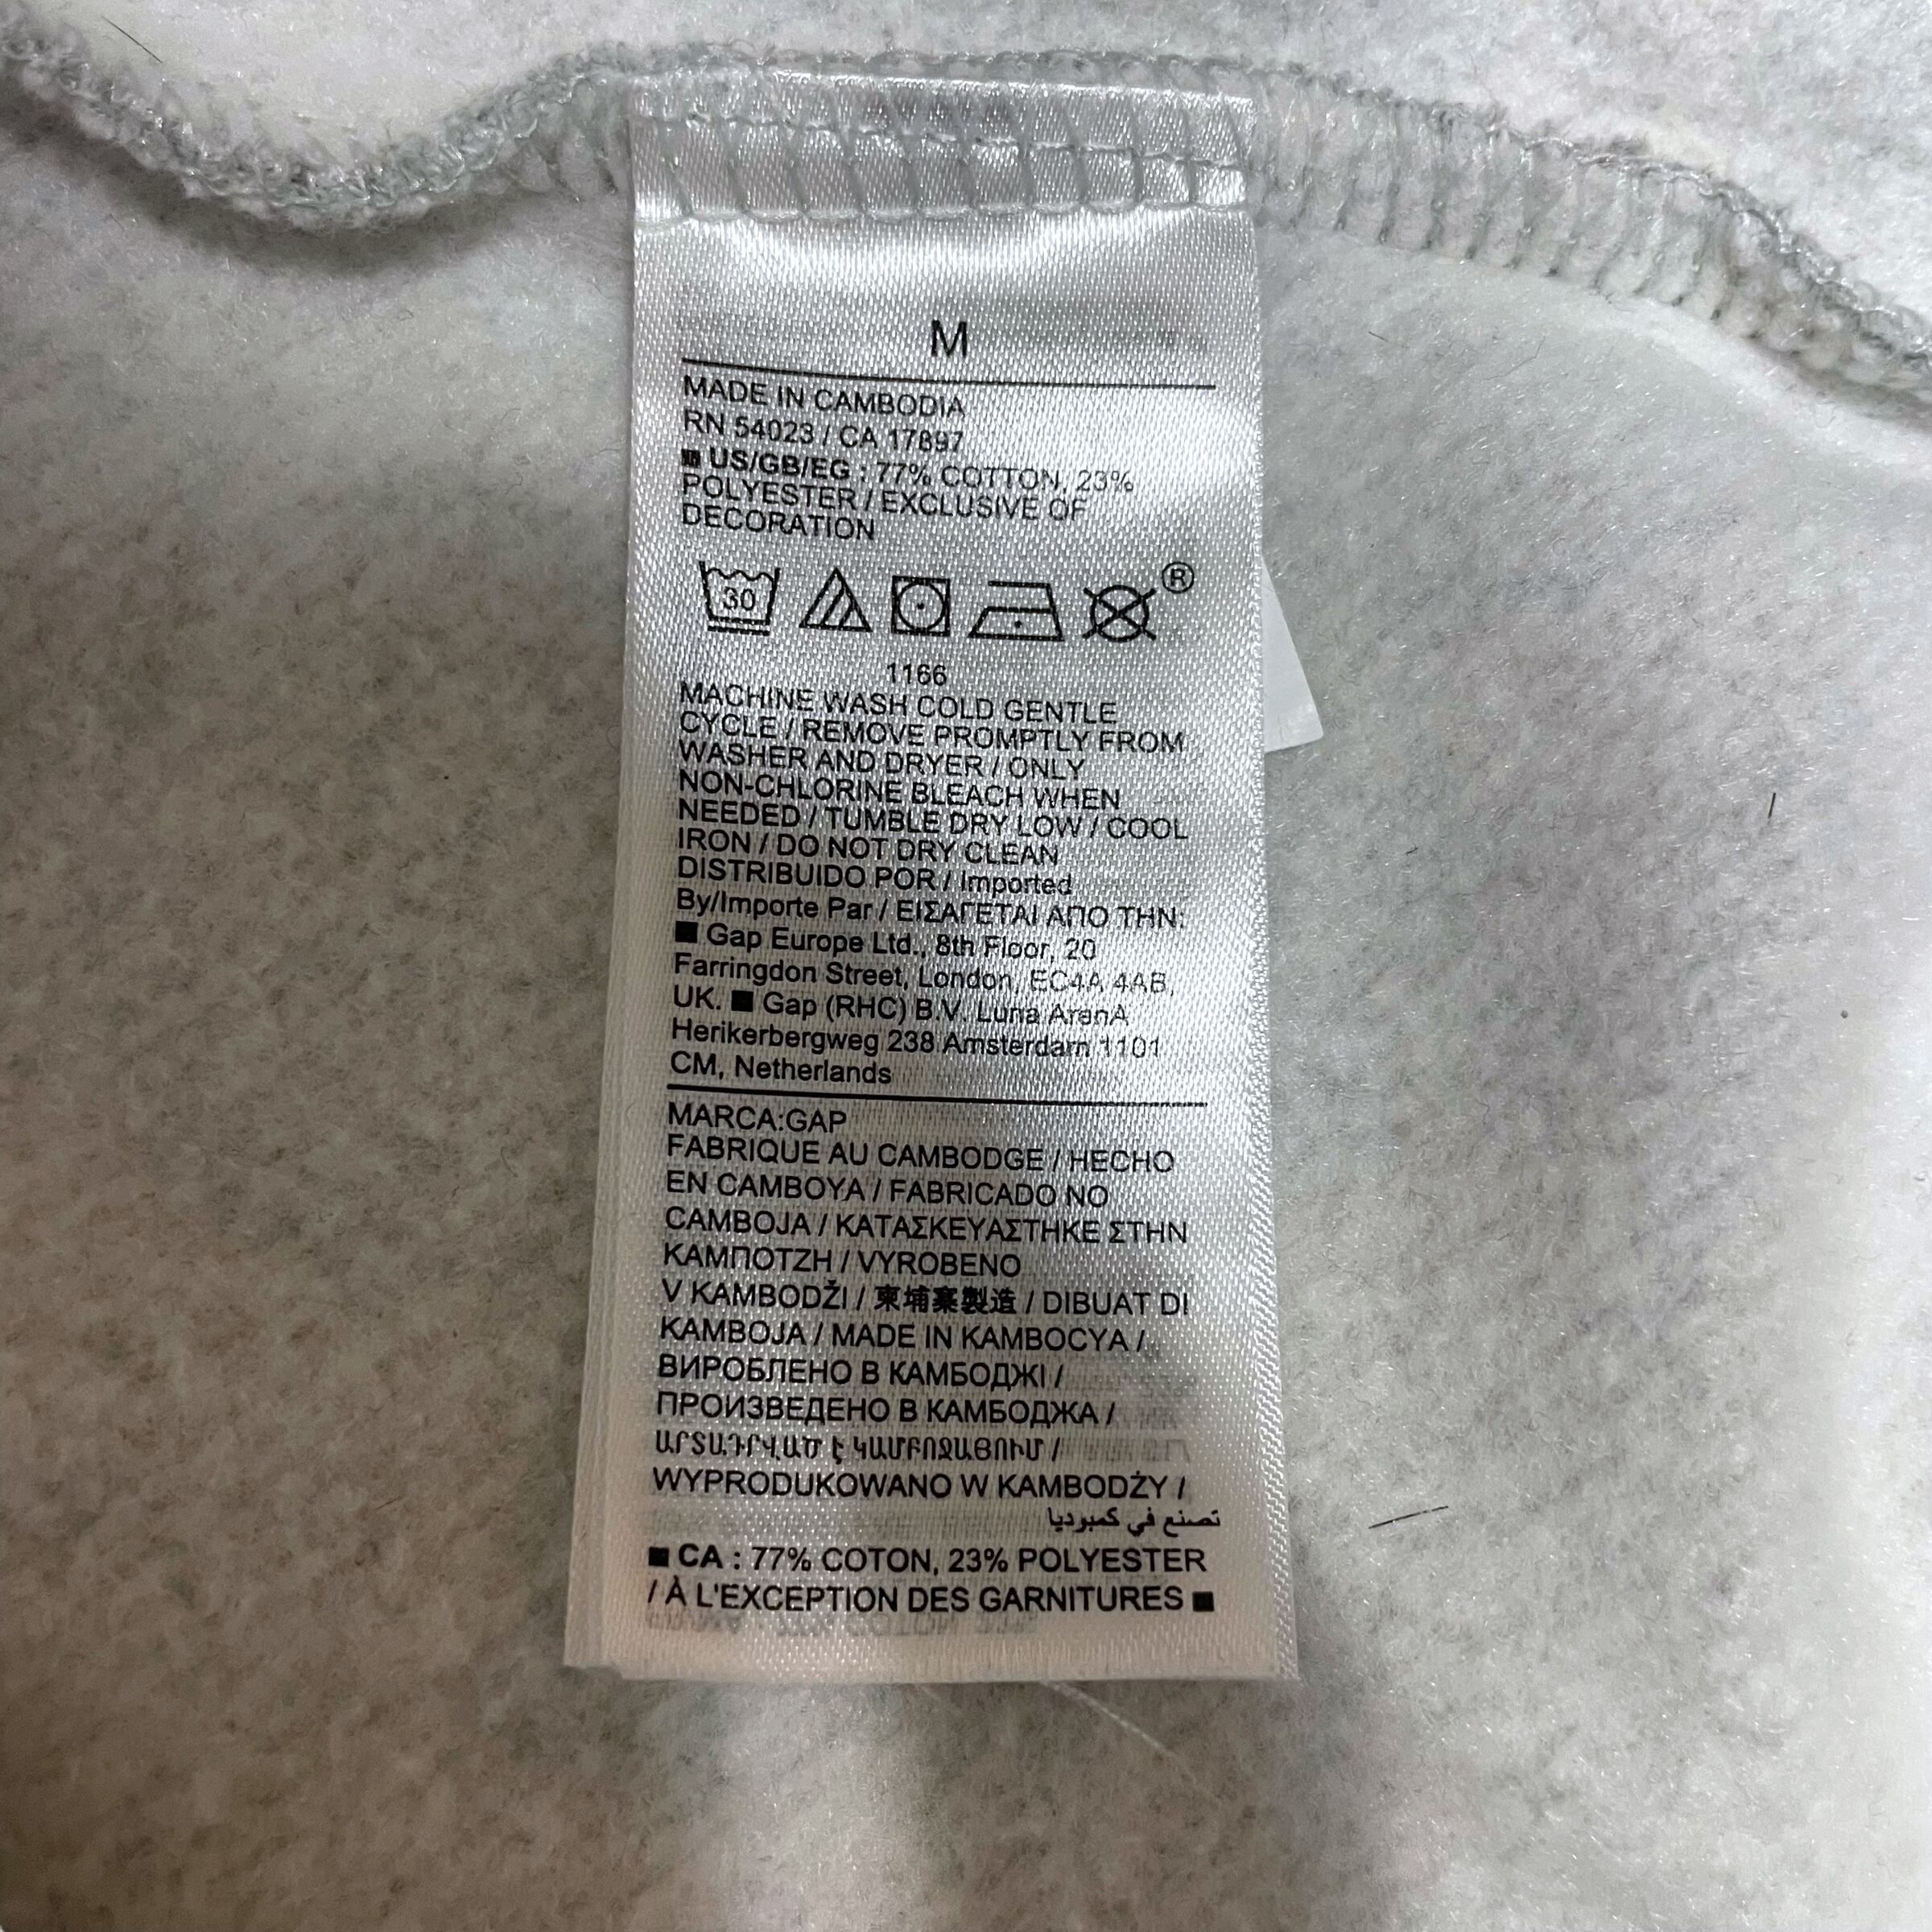 M
MADE IN CAMBODIA
RN 54023 / CA 17897
■ US/GB/EG : 77% COTTON, 23%
POLYESTER / EXCLUSIVE OF
DECORATION
30
®
1166
MACHINE WASH COLD GENTLE
CYCLE / REMOVE PROMPTLY FROM
WASHER AND DRYER / ONLY
NON-CHLORINE BLEACH WHEN
NEEDED / TUMBLE DRY LOW / COOL
IRON / DO NOT DRY CLEAN
DISTRIBUIDO POR / Imported
By/Importe Par / ΕΙΣΑΓΕΤΑΙ ΑΠΟ ΤΗΝ:
■ Gap Europe Ltd., 8th Floor, 20
Farringdon Street, London, EC4A 4AB,
UK. ■ Gap (RHC) B.V. Luna ArenA
Herikerbergweg 238 Amsterdam 1101
CM, Netherlands
MARCA:GAP
FABRIQUE AU CAMBODGE / HECHO
EN CAMBOYA / FABRICADO NO
CAMBOJA / ΚΑΤΑΣΚΕΥΑΣΤΗΚΕ ΣΤΗΝ
ΚΑΜΠΟΤΖΗ / VYROBENO
V KAMBODŽI / 柬埔寨製造 / DIBUAT DI
KAMBOJA / MADE IN KAMBOCYA /
ВИРОБЛЕНО В КАМБОДЖІ /
ПРОИЗВЕДЕНО В КАМБОДЖА /
ԱՐՏԱԴՐՎԱԾ Է ԿԱՄԲՈՋԱՅՈՒՄ /
WYPRODUKOWANO W KAMBODŻY /
تصنع في كمبوديا
■ CA : 77% COTON, 23% POLYESTER
/ À L'EXCEPTION DES GARNITURES ■